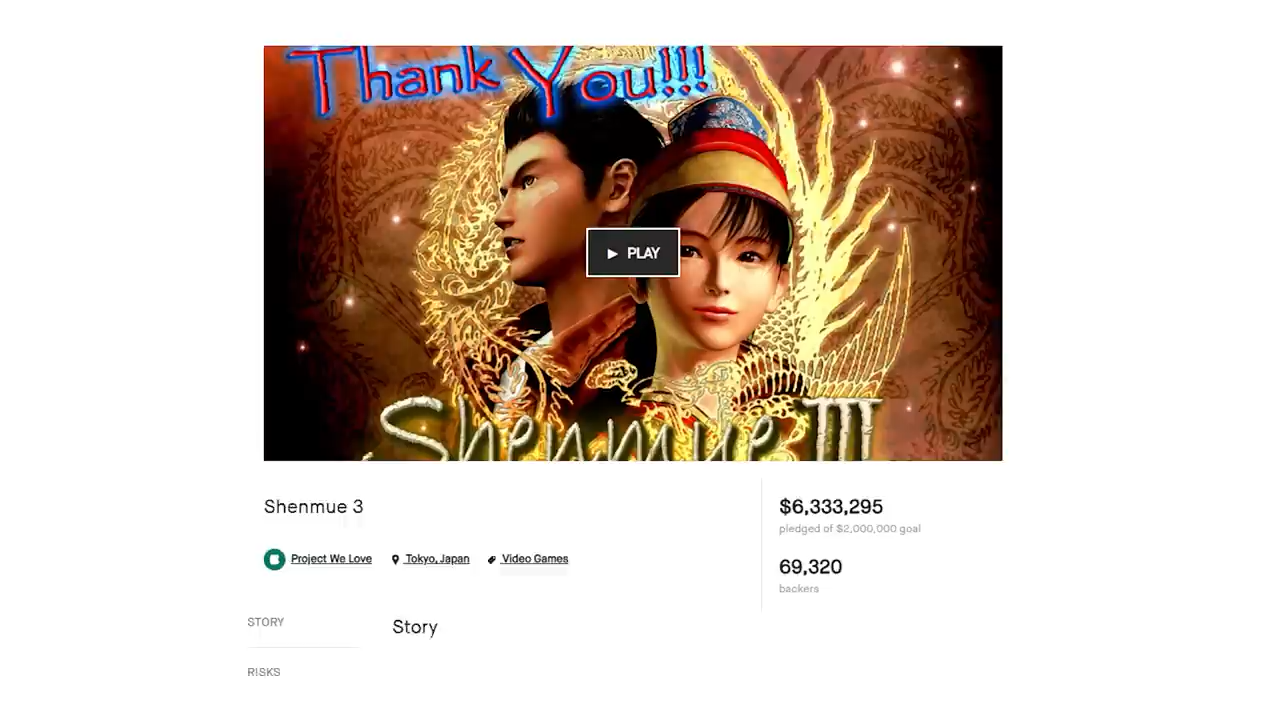 Thank You!!!
PLAY
Shenmue III
Shenmue 3
$6,333,295
pledged of $2,000,000 goal
Project We Love Tokyo, Japan Video Games
69,320
backers
STORY
Story
RISKS